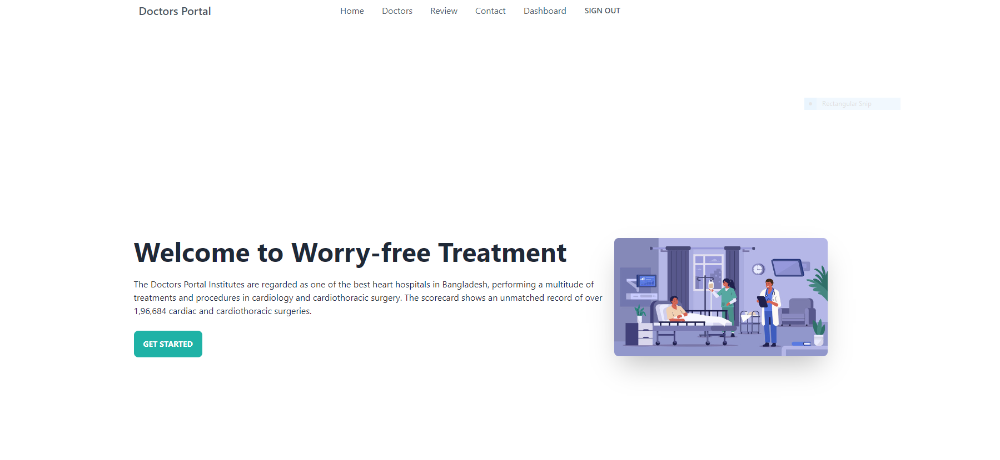 Doctors Portal Home Doctors Review Contact Dashboard SIGN OUT
Rectangular Snip
Welcome to Worry-free Treatment
The Doctors Portal Institutes are regarded as one of the best heart hospitals in Bangladesh, performing a multitude of
treatments and procedures in cardiology and cardiothoracic surgery. The scorecard shows an unmatched record of over
1,96,684 cardiac and cardiothoracic surgeries.
GET STARTED